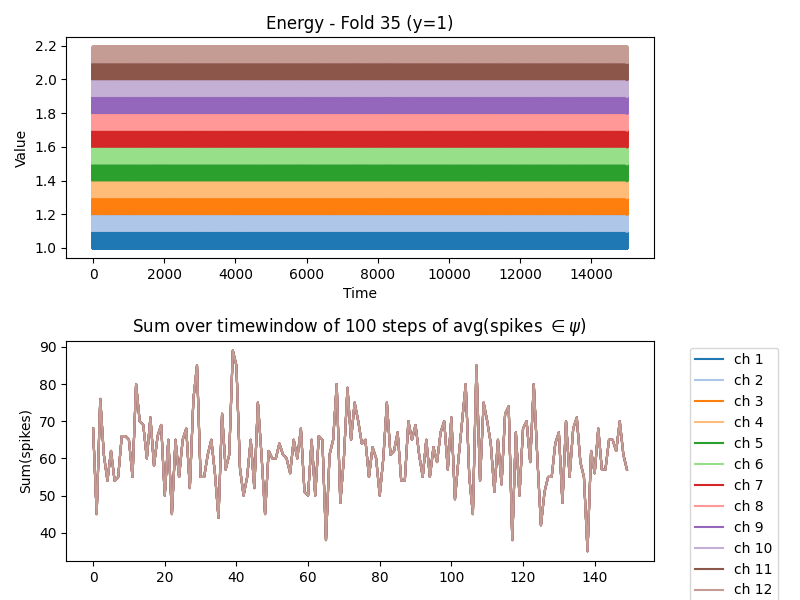 Energy - Fold 35 (y=1)
2.2
2.0
1.8
1.6
1.4
1.2
1.0
Value
0 2000 4000 6000 8000 10000 12000 14000
Time
Sum over timewindow of 100 steps of avg(spikes ∈ ψ)
90
80
70
60
50
40
Sum(spikes)
0 20 40 60 80 100 120 140
ch 1
ch 2
ch 3
ch 4
ch 5
ch 6
ch 7
ch 8
ch 9
ch 10
ch 11
ch 12